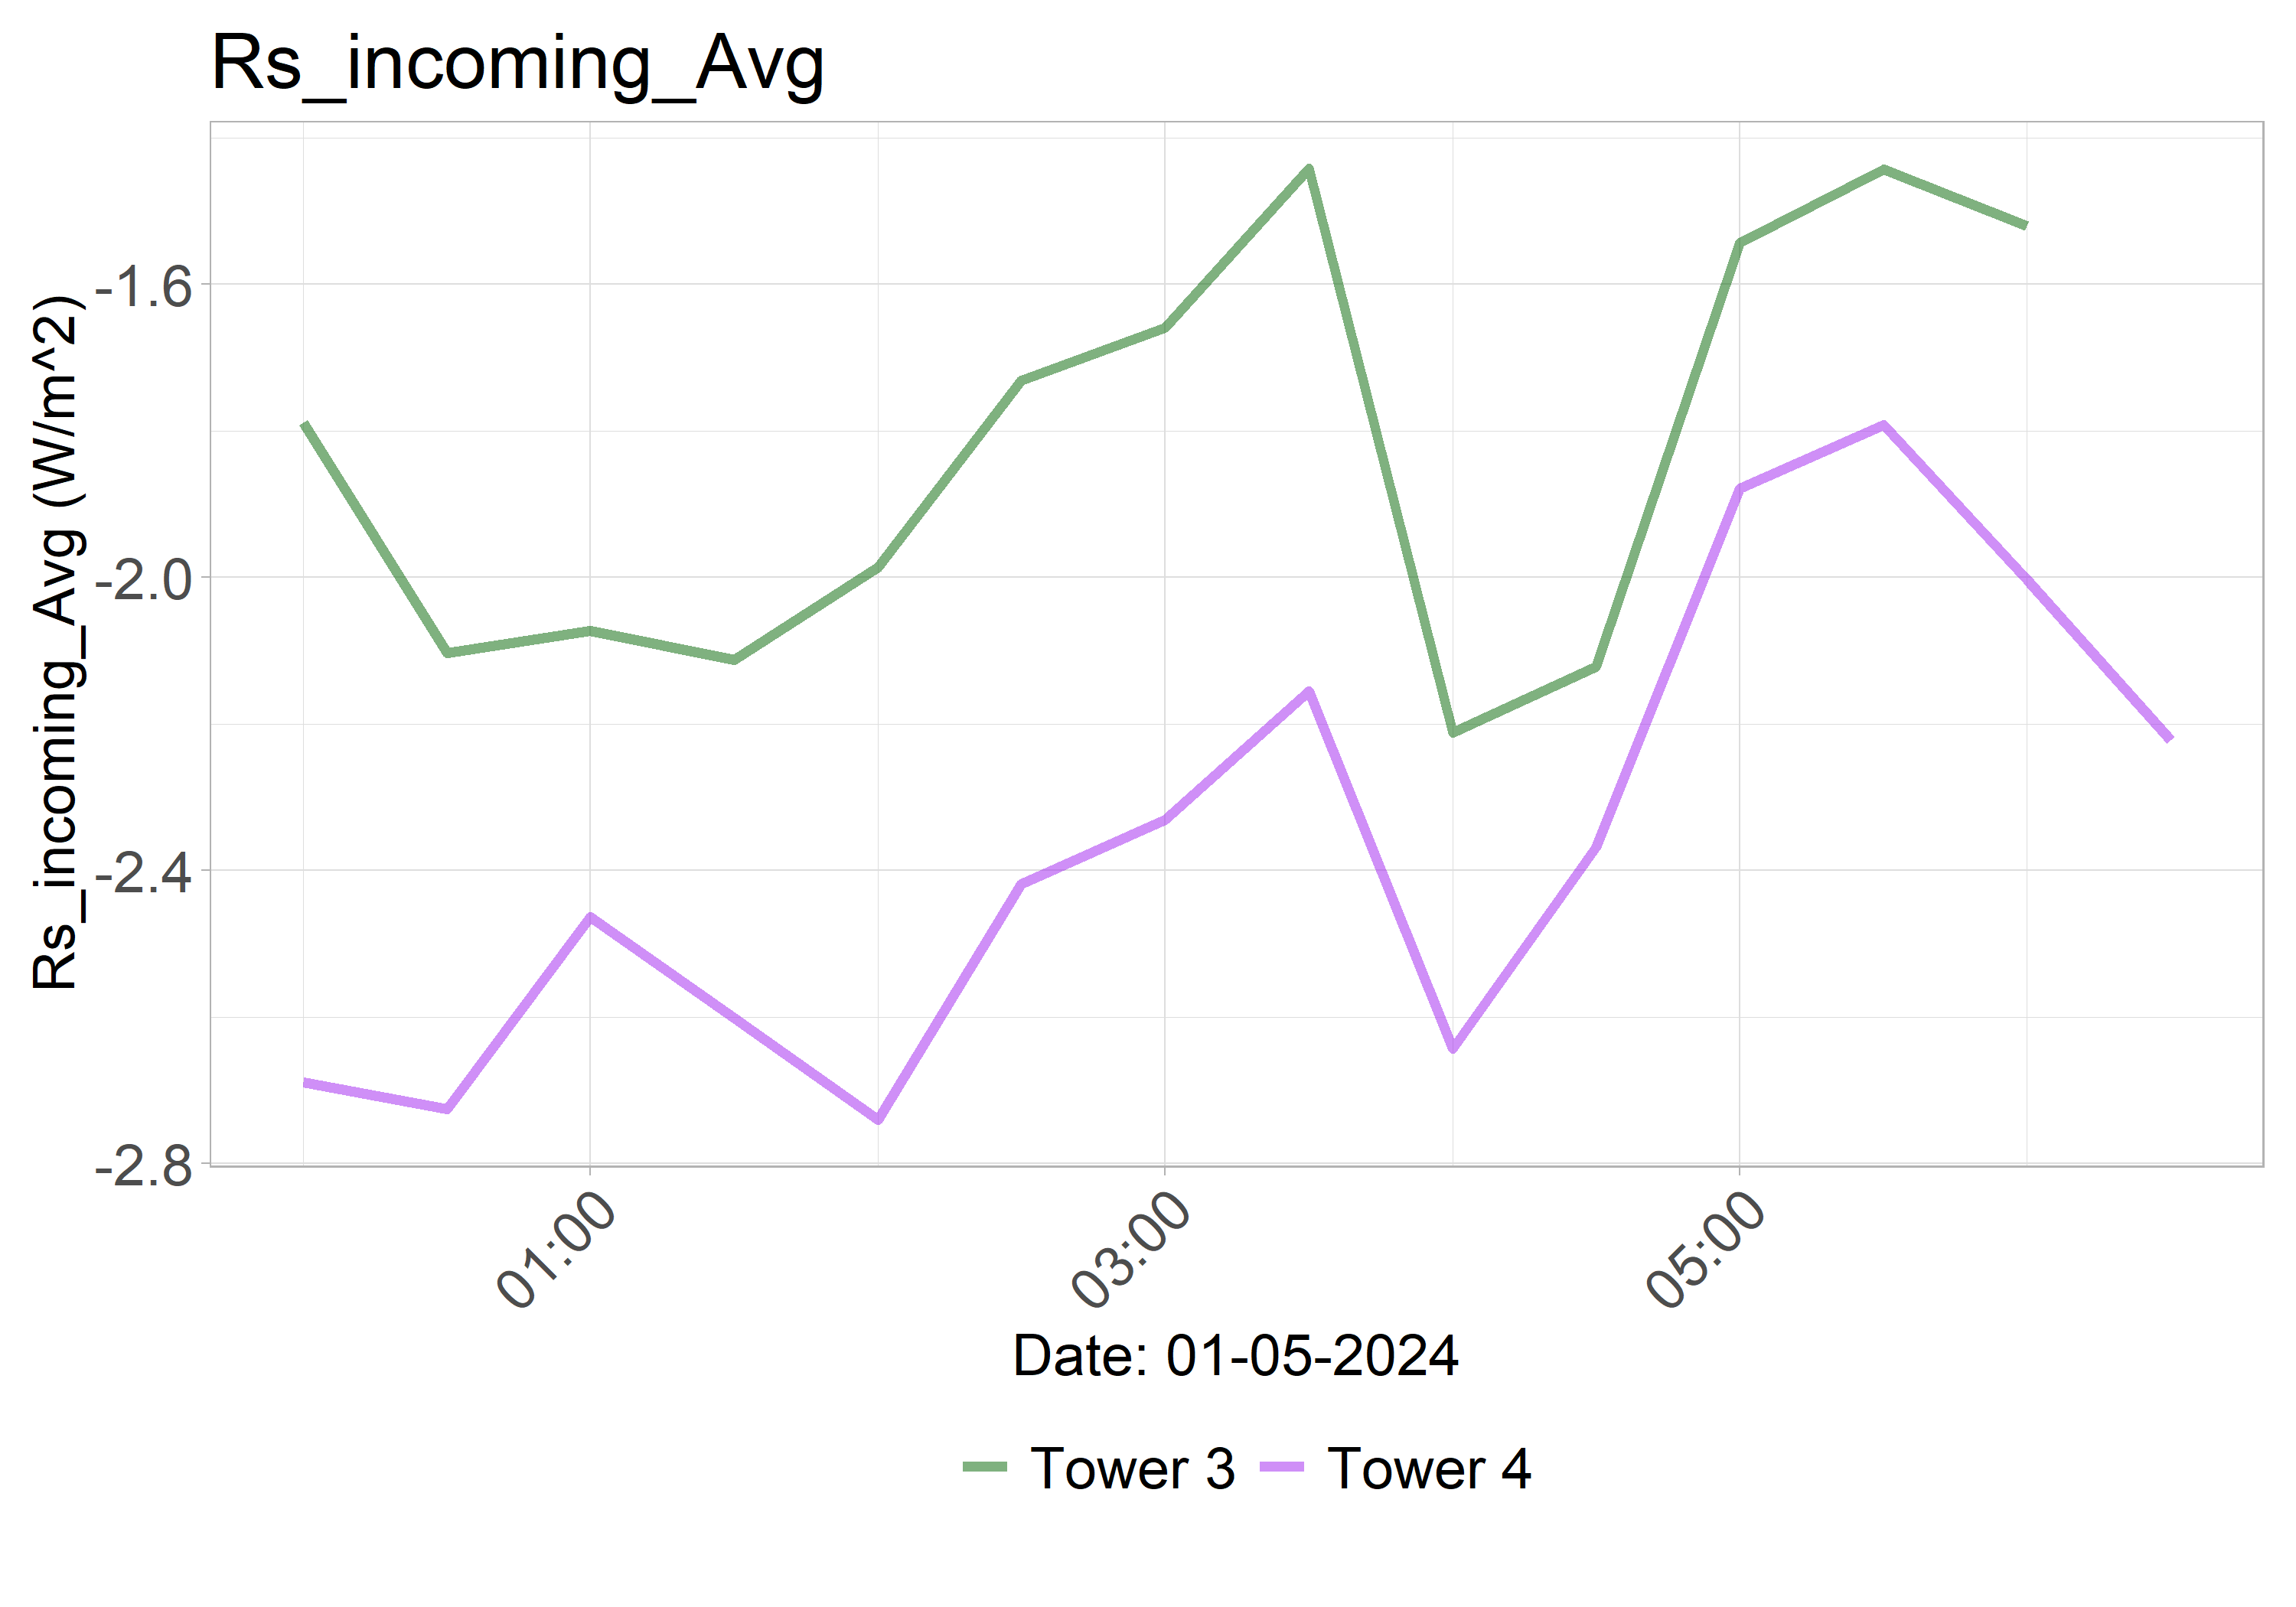 Rs_incoming_Avg
Rs_incoming_Avg (W/m^2)
-1.6
-2.0
-2.4
-2.8
01:00
03:00
05:00
Date: 01-05-2024
Tower 3
Tower 4